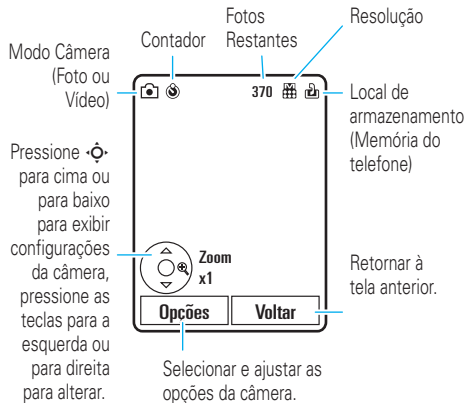 Modo Câmera
(Foto ou
Vídeo)
Contador
Fotos
Restantes
Resolução
370
Local de
armazenamento
(Memória do
telefone)
Pressione
para cima ou
para baixo
para exibir
configurações
da câmera,
pressione as
teclas para a
esquerda ou
para direita
para alterar.
Zoom
x1
Opções
Voltar
Retornar à
tela anterior.
Selecionar e ajustar as
opções da câmera.